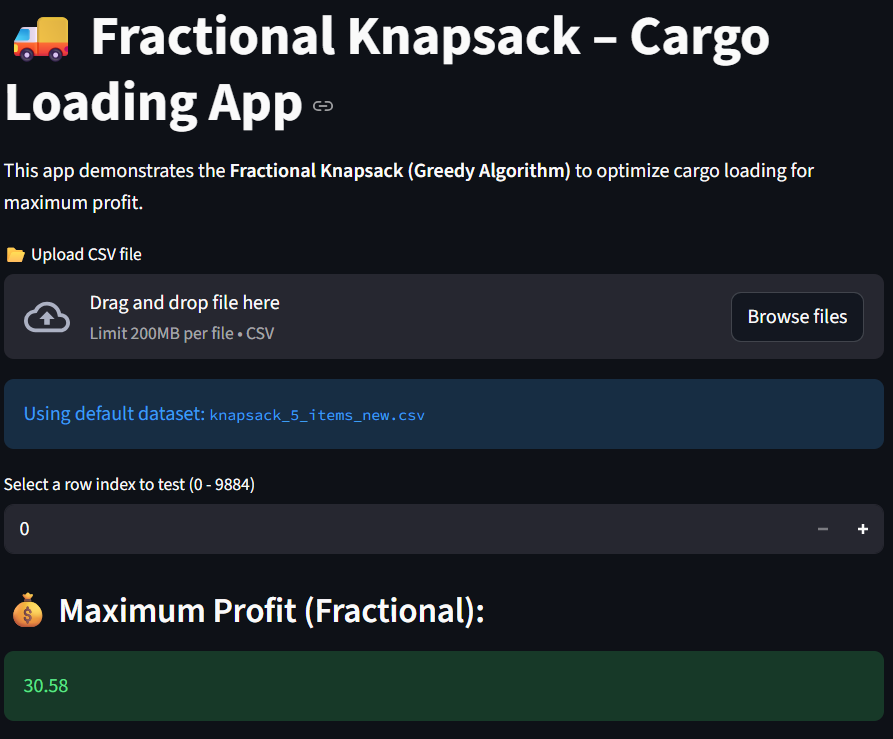 Fractional Knapsack – Cargo
Loading App
This app demonstrates the Fractional Knapsack (Greedy Algorithm) to optimize cargo loading for
maximum profit.
Upload CSV file
Drag and drop file here
Limit 200MB per file • CSV
Browse files
Using default dataset: knapsack_5_items_new.csv
Select a row index to test (0 - 9884)
0
Maximum Profit (Fractional):
30.58